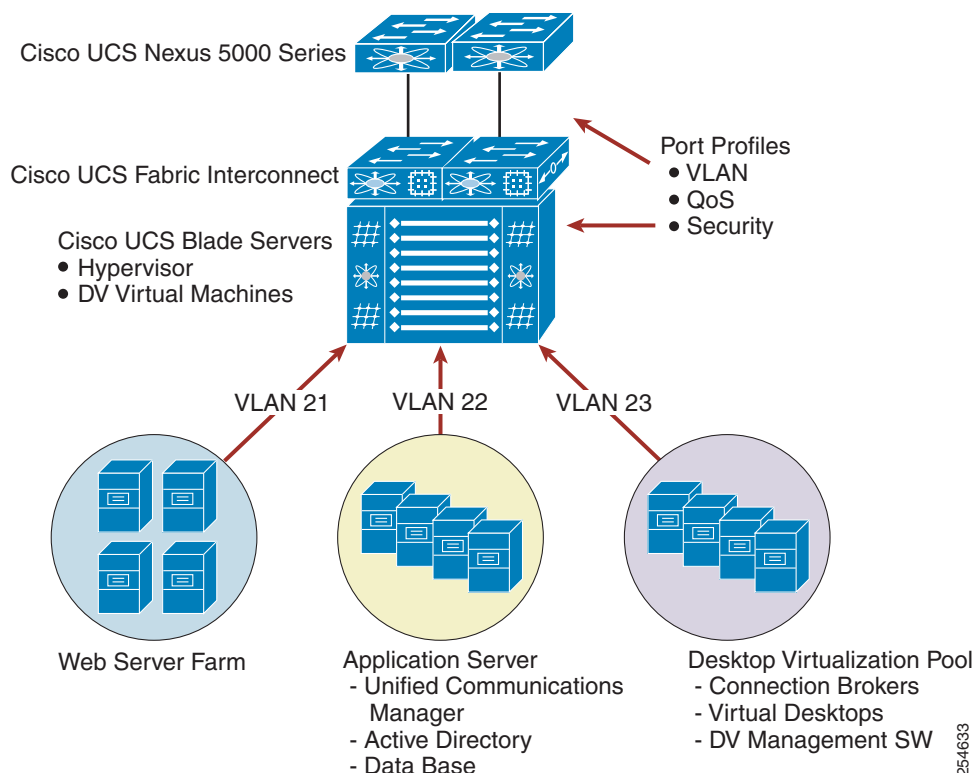 Cisco UCS Nexus 5000 Series
Cisco UCS Fabric Interconnect
Port Profiles
• VLAN
• QoS
• Security
Cisco UCS Blade Servers
• Hypervisor
• DV Virtual Machines
VLAN 21
VLAN 22
VLAN 23
Web Server Farm
Application Server
- Unified Communications
Manager
- Active Directory
- Data Base
Desktop Virtualization Pool
- Connection Brokers
- Virtual Desktops
- DV Management SW
254633